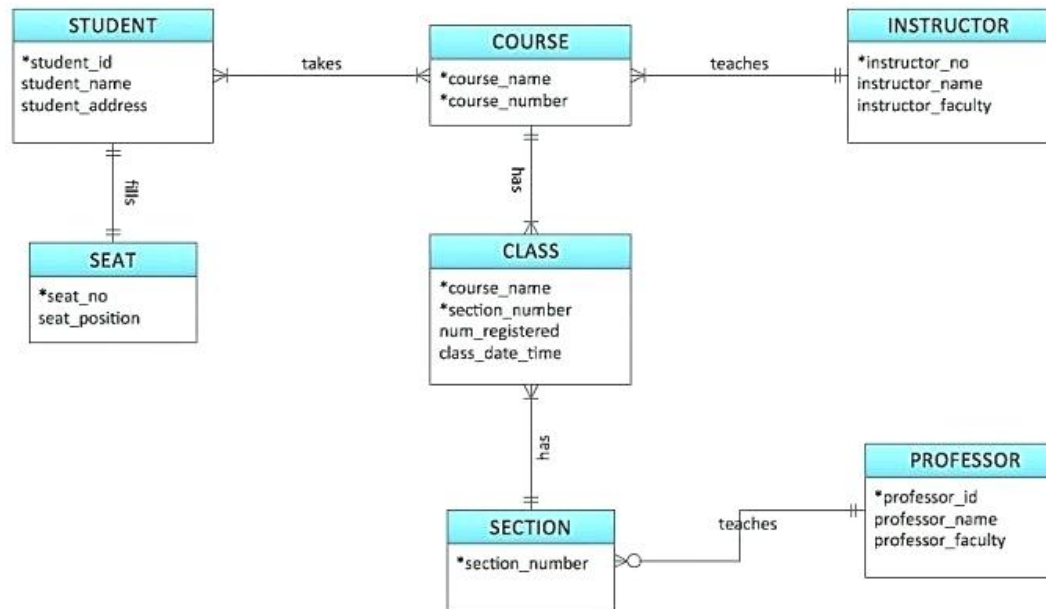 STUDENT
*student_id
student_name
student_address
takes
COURSE
*course_name
*course_number
teaches
INSTRUCTOR
*instructor_no
instructor_name
instructor_faculty
fills
has
SEAT
*seat_no
seat_position
CLASS
*course_name
*section_number
num_registered
class_date_time
has
SECTION
*section_number
teaches
PROFESSOR
*professor_id
professor_name
professor_faculty